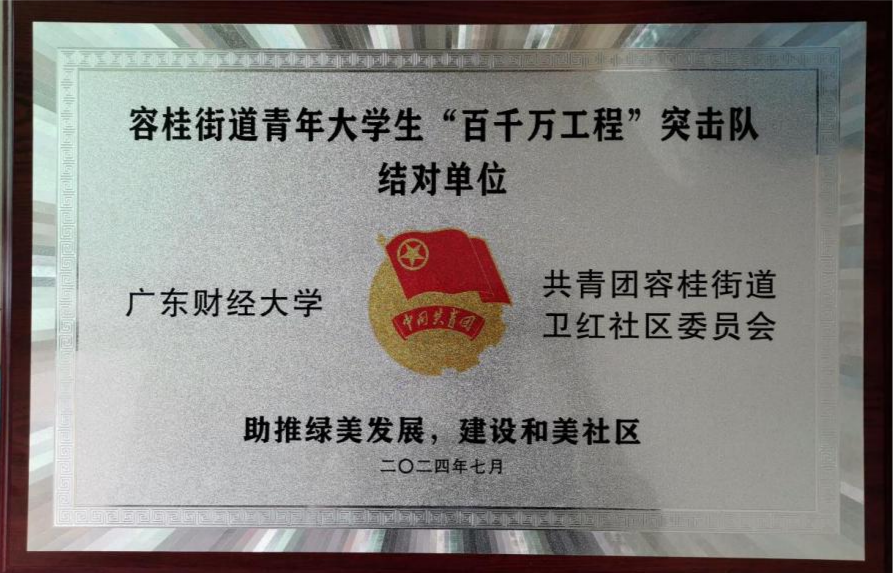 容桂街道青年大学生“百千万工程”突击队
结对单位
广东财经大学
中国共青团
共青团容桂街道
卫红社区委员会
助推绿美发展，建设和美社区
二〇二四年七月